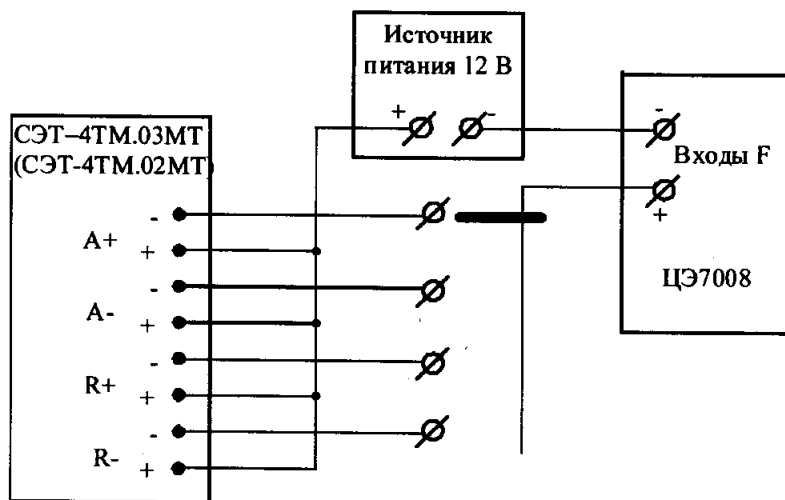 Источник
питания 12 В
+ -
СЭТ–4ТМ.03МТ
(СЭТ-4ТМ.02МТ)
-
Входы F
+
ЦЭ7008
-
A+
+
-
A-
+
-
R+
+
-
R-
+